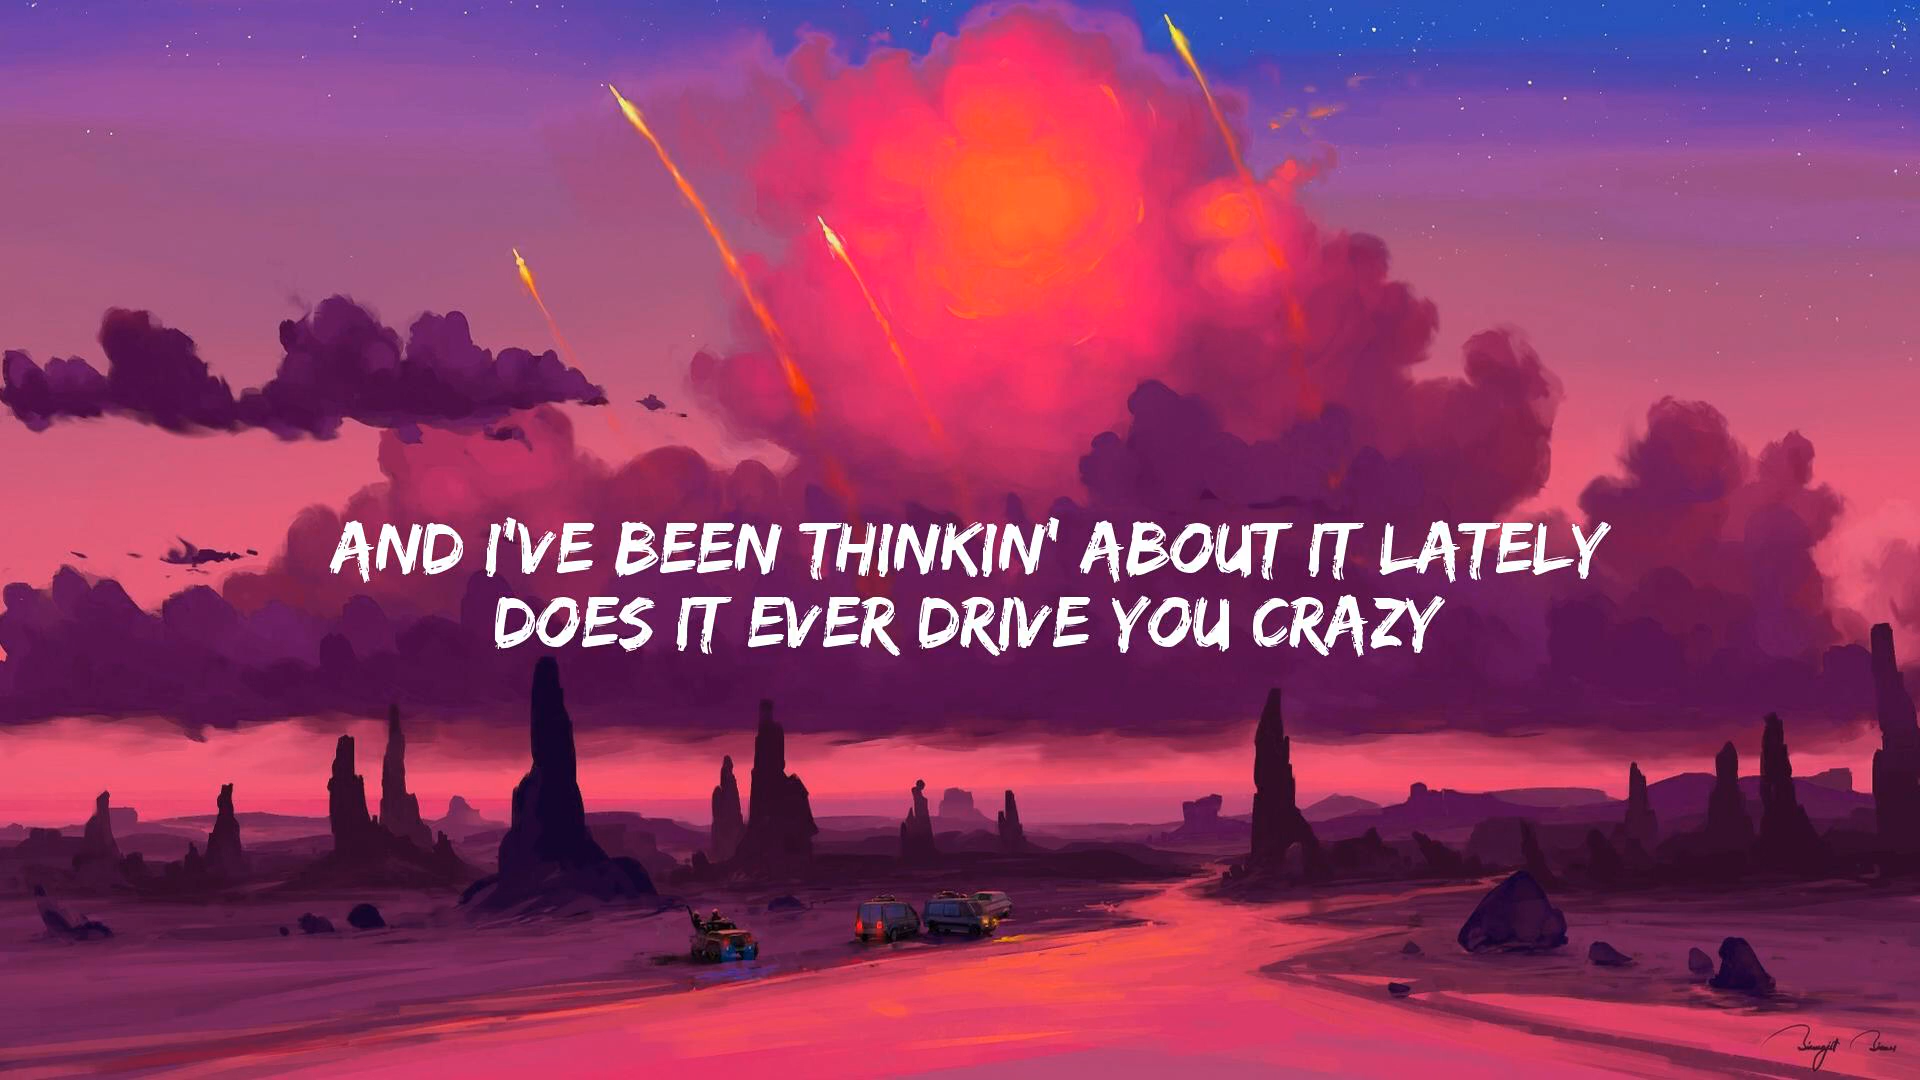 AND I'VE BEEN THINKIN' ABOUT IT LATELY
DOES IT EVER DRIVE YOU CRAZY